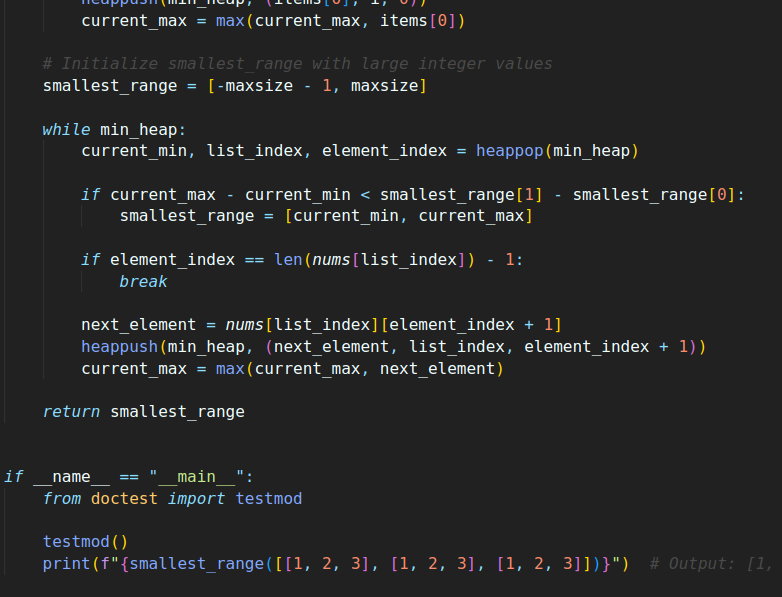 heappush(min_heap, (items[0], i, 0))
current_max = max(current_max, items[0])
# Initialize smallest_range with large integer values
smallest_range = [-maxsize - 1, maxsize]
while min_heap:
current_min, list_index, element_index = heappop(min_heap)
if current_max - current_min < smallest_range[1] - smallest_range[0]:
smallest_range = [current_min, current_max]
if element_index == len(nums[list_index]) - 1:
break
next_element = nums[list_index][element_index + 1]
heappush(min_heap, (next_element, list_index, element_index + 1))
current_max = max(current_max, next_element)
return smallest_range
if __name__ == "__main__":
from doctest import testmod
testmod()
print(f"{smallest_range([[1, 2, 3], [1, 2, 3], [1, 2, 3]])}")  # Output: [1,